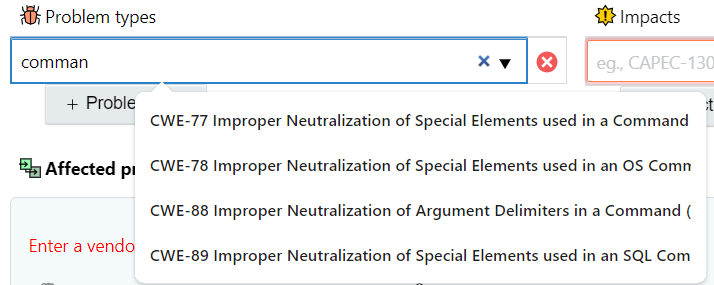 Problem types
Impacts
comman
eg., CAPEC-130
+ Proble
CWE-77 Improper Neutralization of Special Elements used in a Command
CWE-78 Improper Neutralization of Special Elements used in an OS Comm
Affected pr
CWE-88 Improper Neutralization of Argument Delimiters in a Command (
Enter a vendo
CWE-89 Improper Neutralization of Special Elements used in an SQL Com